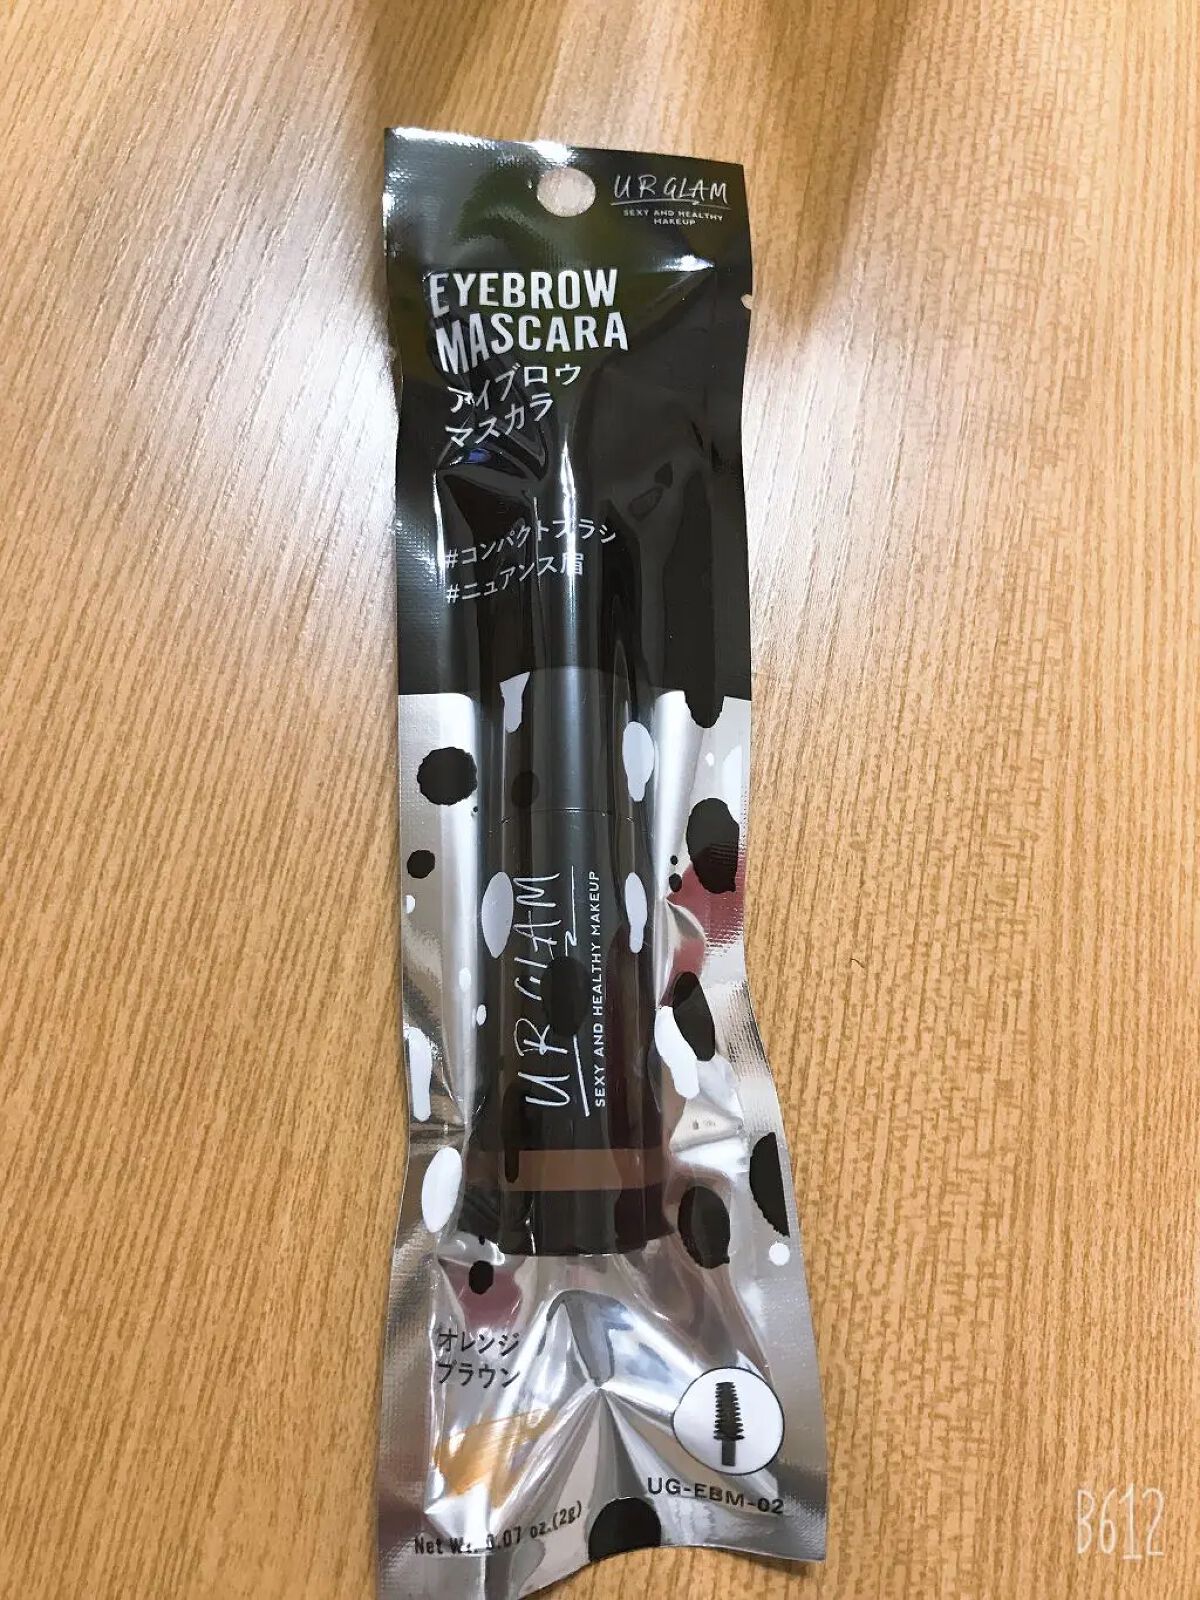 UR GLAM
SEXY AND HEALTHY
MAKEUP
EYEBROW
MASCARA
アイブロウ
マスカラ
#コンパクトブラシ
#ニュアンス眉
UR GLAM
SEXY AND HEALTHY MAKEUP
オレンジ
ブラウン
UG-EBM-02
Net Wt. 0.07 oz.(2g)
B612